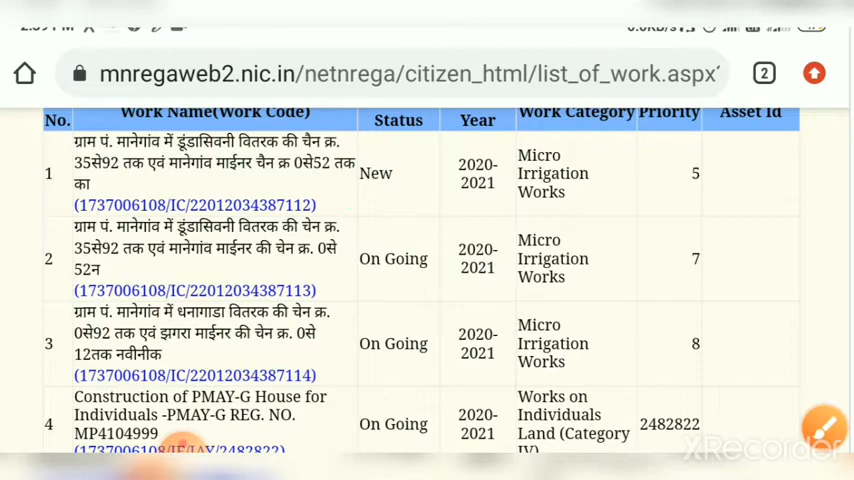 mnregaweb2.nic.in/netnrega/citizen_html/list_of_work.aspx?
2
No. Work Name(Work Code) Status Year Work Category Priority Asset Id
1
ग्राम पं. मानेगांव में डूंडासिवनी वितरक की चैन क्र.
35से92 तक एवं मानेगांव माईनर चैन क्र 0से52 तक
का
(1737006108/IC/22012034387112)
New
2020-
2021
Micro
Irrigation
Works
5
2
ग्राम पं. मानेगांव में डूंडासिवनी वितरक की चेन क्र.
35से92 तक एवं मानेगांव माईनर की चेन क्र. 0से
52न
(1737006108/IC/22012034387113)
On Going
2020-
2021
Micro
Irrigation
Works
7
3
ग्राम पं. मानेगांव में धनागाडा वितरक की चेन क्र.
0से92 तक एवं झगरा माईनर की चेन क्र. 0से
12तक नवीनीक
(1737006108/IC/22012034387114)
On Going
2020-
2021
Micro
Irrigation
Works
8
4
Construction of PMAY-G House for
Individuals -PMAY-G REG. NO.
MP4104999
(1737006108/IF/IAY/2482822)
On Going
2020-
2021
Works on
Individuals
Land (Category
IV)
2482822
XRecorder